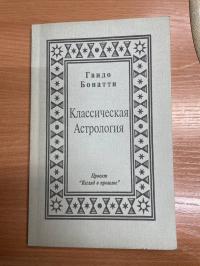 Гвидо
Бонатти
Классическая
Астрология
Проект
"Взгляд в прошлое"